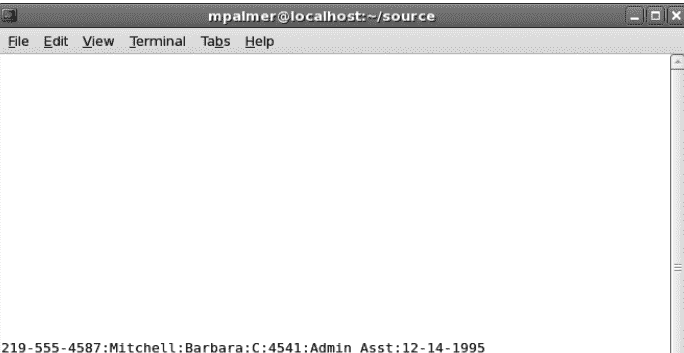 mpalmer@localhost:~/source
File Edit View Terminal Tabs Help
219-555-4587:Mitchell:Barbara:C:4541:Admin Asst:12-14-1995